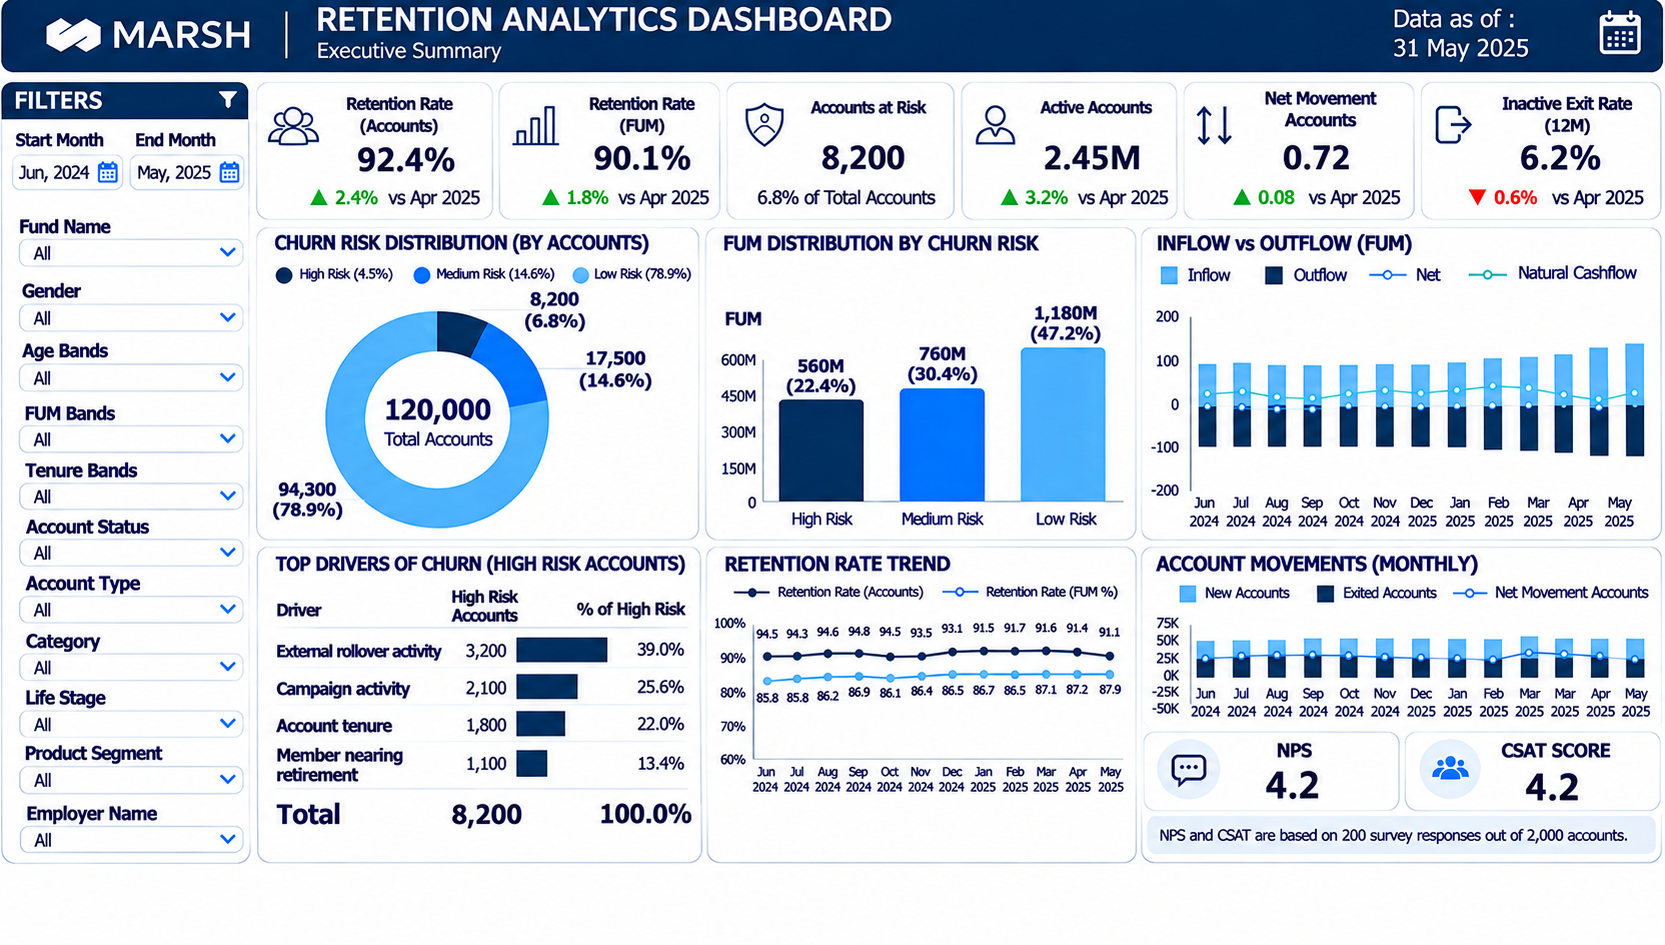 MARSH
RETENTION ANALYTICS DASHBOARD
Executive Summary
Data as of :
31 May 2025
FILTERS
Start Month
End Month
Jun, 2024
May, 2025
Fund Name
All
Gender
All
Age Bands
All
FUM Bands
All
Tenure Bands
All
Account Status
All
Account Type
All
Category
All
Life Stage
All
Product Segment
All
Employer Name
All
Retention Rate
(Accounts)
92.4%
▲ 2.4% vs Apr 2025
Retention Rate
(FUM)
90.1%
▲ 1.8% vs Apr 2025
Accounts at Risk
8,200
6.8% of Total Accounts
Active Accounts
2.45M
▲ 3.2% vs Apr 2025
Net Movement
Accounts
0.72
▲ 0.08 vs Apr 2025
Inactive Exit Rate
(12M)
6.2%
▼ 0.6% vs Apr 2025
CHURN RISK DISTRIBUTION (BY ACCOUNTS)
High Risk (4.5%) Medium Risk (14.6%) Low Risk (78.9%)
8,200
(6.8%)
17,500
(14.6%)
120,000
Total Accounts
94,300
(78.9%)
FUM DISTRIBUTION BY CHURN RISK
FUM
600M
450M
300M
150M
0
560M
(22.4%)
760M
(30.4%)
1,180M
(47.2%)
High Risk Medium Risk Low Risk
INFLOW vs OUTFLOW (FUM)
Inflow Outflow Net Natural Cashflow
200
100
0
-100
-200
Jun Jul Aug Sep Oct Nov Dec Jan Feb Mar Apr May
2024 2024 2024 2024 2024 2024 2024 2025 2025 2025 2025 2025
TOP DRIVERS OF CHURN (HIGH RISK ACCOUNTS)
Driver
High Risk
Accounts
% of High Risk
External rollover activity 3,200 39.0%
Campaign activity 2,100 25.6%
Account tenure 1,800 22.0%
Member nearing
retirement 1,100 13.4%
Total 8,200 100.0%
RETENTION RATE TREND
Retention Rate (Accounts) Retention Rate (FUM %)
100%
90%
80%
70%
60%
94.5 94.3 94.6 94.8 94.5 93.5 93.1 91.5 91.7 91.6 91.4 91.1
85.8 85.8 86.2 86.9 86.1 86.4 86.5 86.7 86.5 87.1 87.2 87.9
Jun Jul Aug Sep Oct Nov Dec Jan Feb Mar Apr May
2024 2024 2024 2024 2024 2024 2024 2025 2025 2025 2025 2025
ACCOUNT MOVEMENTS (MONTHLY)
New Accounts Exited Accounts Net Movement Accounts
75K
50K
25K
0K
-25K
-50K
Jun Jul Aug Sep Oct Nov Dec Jan Feb Mar Mar Apr May
2024 2024 2024 2024 2024 2024 2024 2025 2025 2025 2025 2025 2025
NPS
4.2
CSAT SCORE
4.2
NPS and CSAT are based on 200 survey responses out of 2,000 accounts.